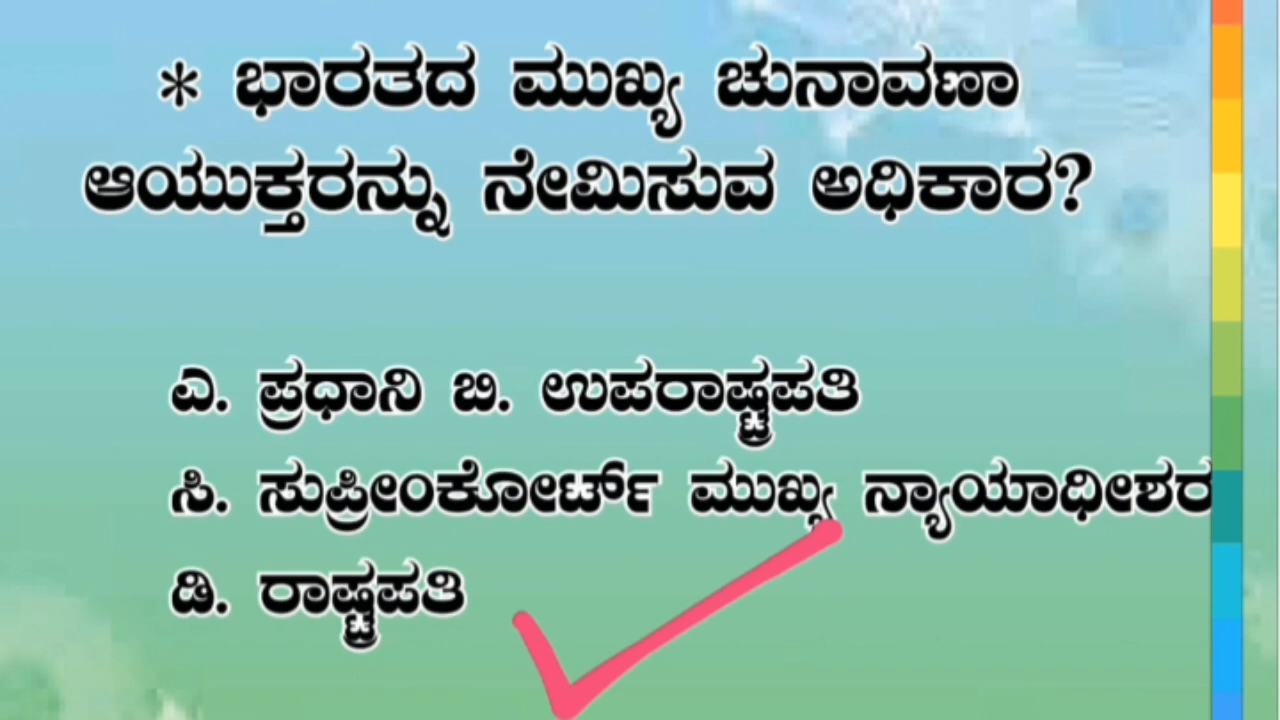 * ಭಾರತದ ಮುಖ್ಯ ಚುನಾವಣಾ
ಆಯುಕ್ತರನ್ನು ನೇಮಿಸುವ ಅಧಿಕಾರ?
ಎ. ಪ್ರಧಾನಿ ಬಿ. ಉಪರಾಷ್ಟ್ರಪತಿ
ಸಿ. ಸುಪ್ರೀಂಕೋರ್ಟ್ ಮುಖ್ಯ ನ್ಯಾಯಾಧೀಶರ
ಡಿ. ರಾಷ್ಟ್ರಪತಿ